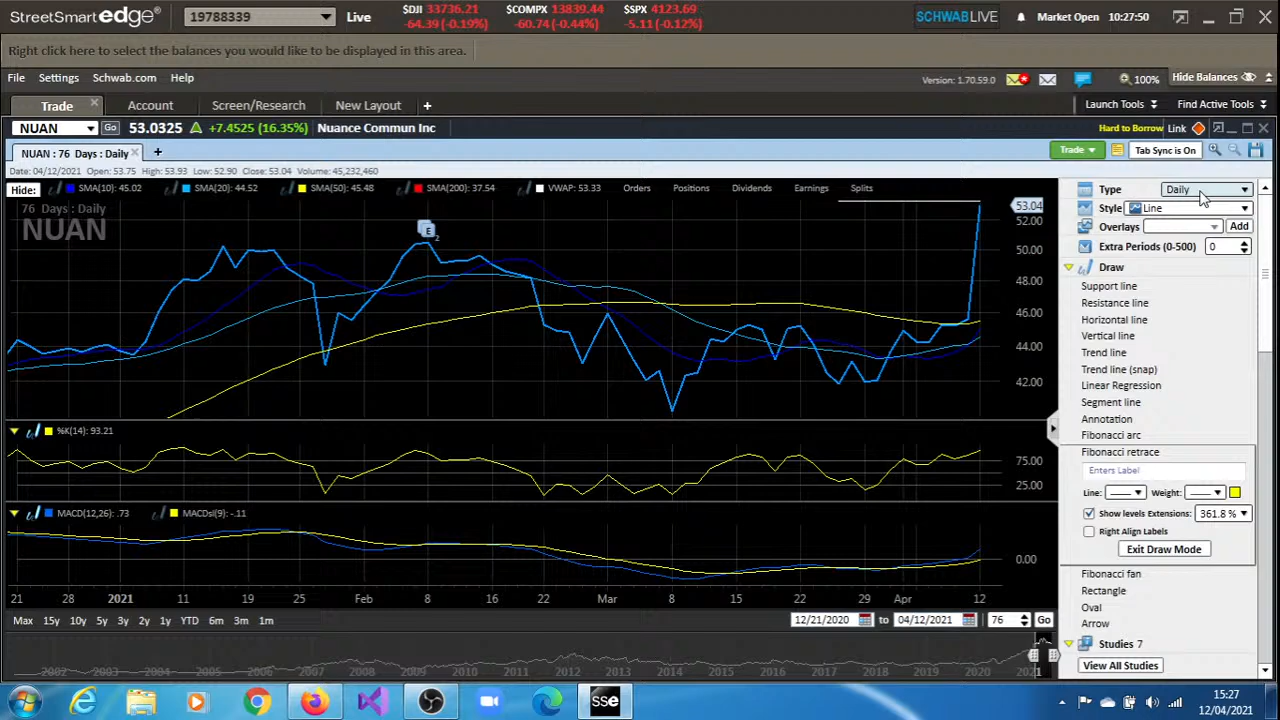 StreetSmart edge® 19788339 Live $DJI 33736.21 -64.39 (-0.19%) $COMPX 13839.44 -60.74 (-0.44%) $SPX 4123.69 -5.11 (-0.12%) SCHWABLIVE Market Open 10:27:50
Right click here to select the balances you would like to be displayed in this area.
File Settings Schwab.com Help Version: 1.70.59.0 100% Hide Balances
Trade Account Screen/Research New Layout + Launch Tools Find Active Tools
NUAN Go 53.0325 +7.4525 (16.35%) Nuance Commun Inc Hard to Borrow Link
NUAN : 76 Days : Daily + Trade Tab Sync is On
Date: 04/12/2021 Open: 53.75 High: 53.93 Low: 52.90 Close: 53.04 Volume: 45,232,460
Hide: SMA(10): 45.02 SMA(20): 44.52 SMA(50): 45.48 SMA(200): 37.54 VWAP: 53.33 Orders Positions Dividends Earnings Splits
76 Days : Daily
NUAN
E
2
53.04
52.00
50.00
48.00
46.00
44.00
42.00
%K(14): 93.21
75.00
25.00
MACD(12,26): .73 MACDsl(9): -.11
0.00
21 28 2021 11 19 25 Feb 8 16 22 Mar 8 15 22 29 Apr 12
Max 15y 10y 5y 3y 2y 1y YTD 6m 3m 1m 12/21/2020 to 04/12/2021 76 Go
2002 2003 2004 2005 2006 2007 2008 2009 2010 2011 2012 2013 2014 2015 2016 2017 2018 2019 2020
Type Daily
Style Line
Overlays Add
Extra Periods (0-500) 0
Draw
Support line
Resistance line
Horizontal line
Vertical line
Trend line
Trend line (snap)
Linear Regression
Segment line
Annotation
Fibonacci arc
Fibonacci retrace
Enters Label
Line: Weight:
Show levels Extensions: 361.8 %
Right Align Labels
Exit Draw Mode
Fibonacci fan
Rectangle
Oval
Arrow
Studies 7
View All Studies
sse
15:27
12/04/2021